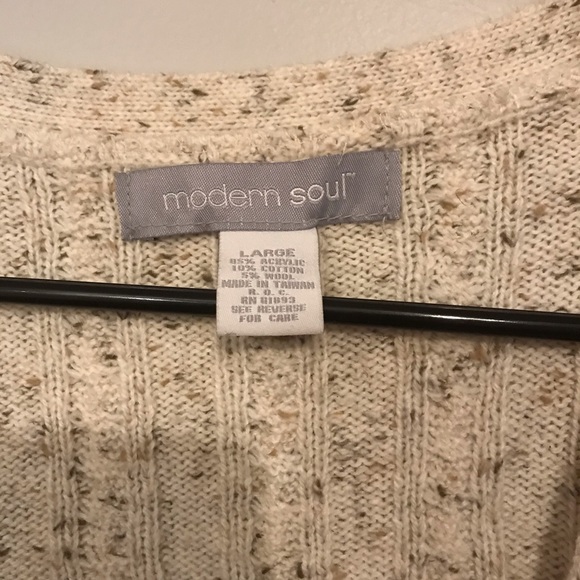 modern soul™
LARGE
85% ACRYLIC
10% COTTON
5% WOOL
MADE IN TAIWAN
R. O. C.
RN 81893
SEE REVERSE
FOR CARE